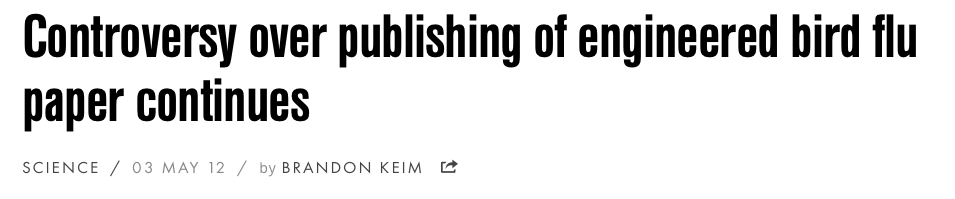 Controversy over publishing of engineered bird flu
paper continues
SCIENCE / 03 MAY 12 / by BRANDON KEIM